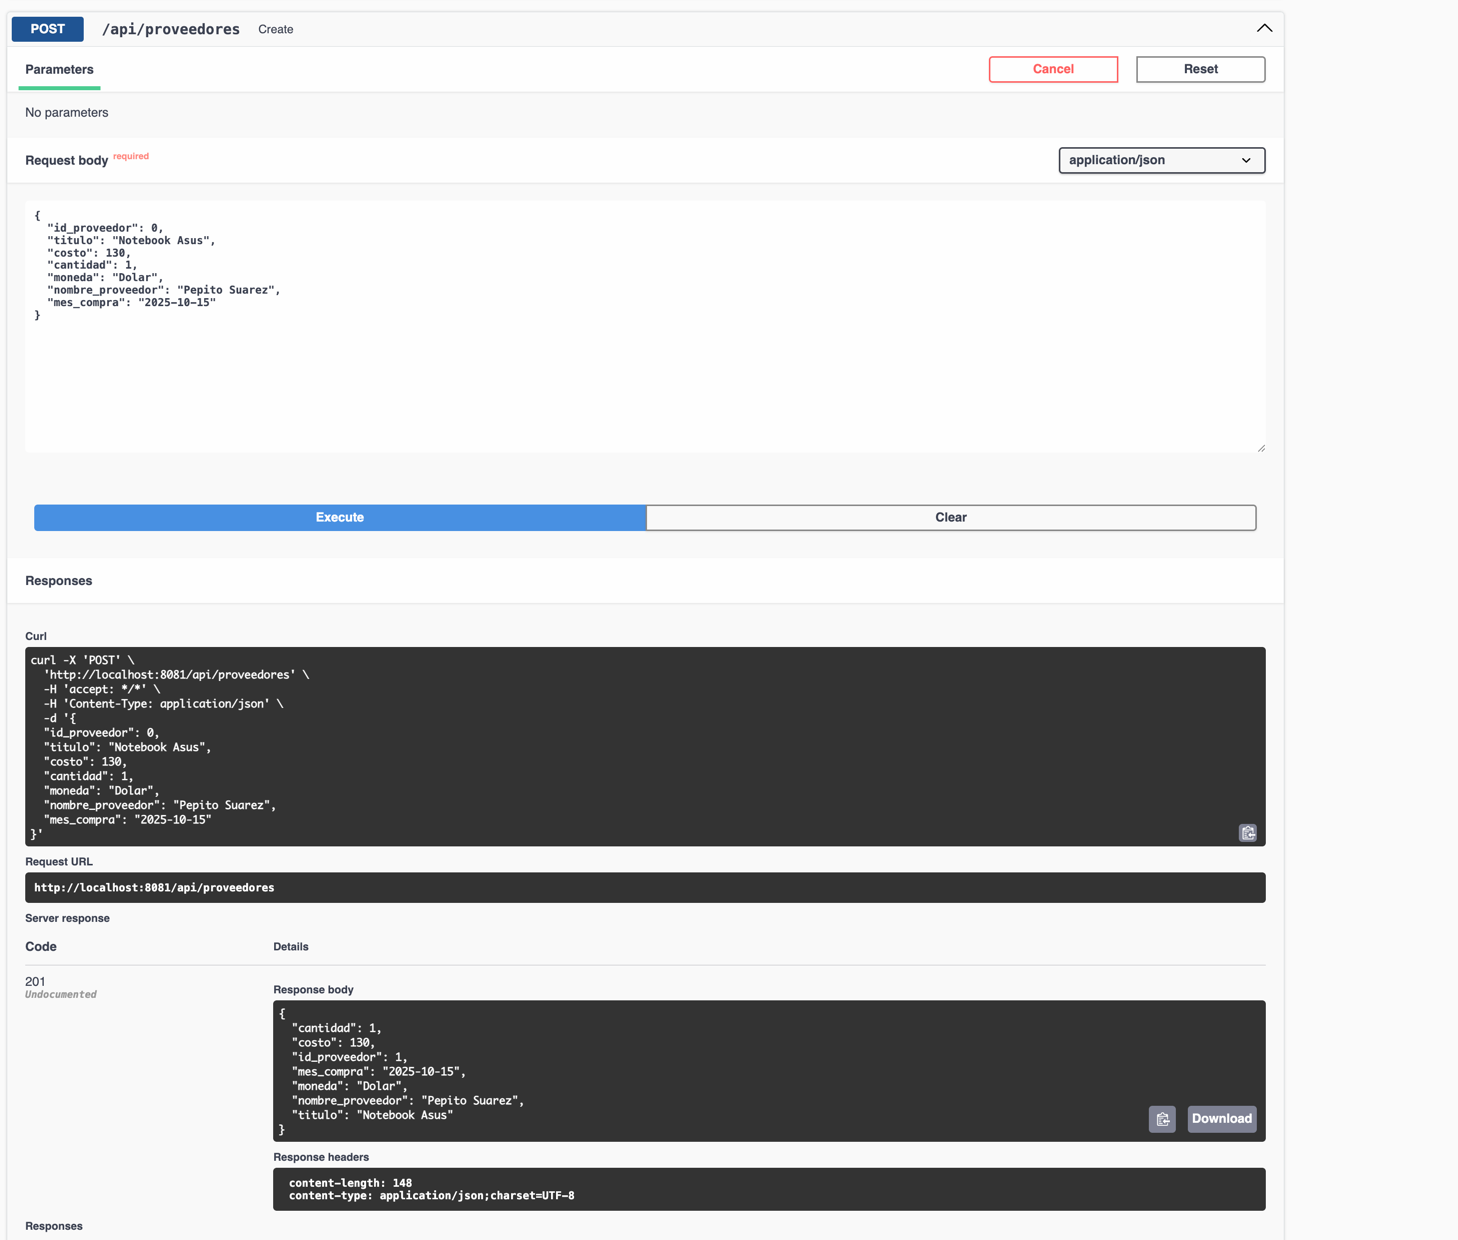 POST /api/proveedores Create
Parameters
Cancel
Reset
No parameters
Request body required
application/json
{
  "id_proveedor": 0,
  "titulo": "Notebook Asus",
  "costo": 130,
  "cantidad": 1,
  "moneda": "Dolar",
  "nombre_proveedor": "Pepito Suarez",
  "mes_compra": "2025-10-15"
}
Execute
Clear
Responses
Curl
curl -X 'POST' \
  'http://localhost:8081/api/proveedores' \
  -H 'accept: */*' \
  -H 'Content-Type: application/json' \
  -d '{
  "id_proveedor": 0,
  "titulo": "Notebook Asus",
  "costo": 130,
  "cantidad": 1,
  "moneda": "Dolar",
  "nombre_proveedor": "Pepito Suarez",
  "mes_compra": "2025-10-15"
}'
Request URL
http://localhost:8081/api/proveedores
Server response
Code
Details
201
Undocumented
Response body
{
  "cantidad": 1,
  "costo": 130,
  "id_proveedor": 1,
  "mes_compra": "2025-10-15",
  "moneda": "Dolar",
  "nombre_proveedor": "Pepito Suarez",
  "titulo": "Notebook Asus"
}
Download
Response headers
content-length: 148
content-type: application/json;charset=UTF-8
Responses